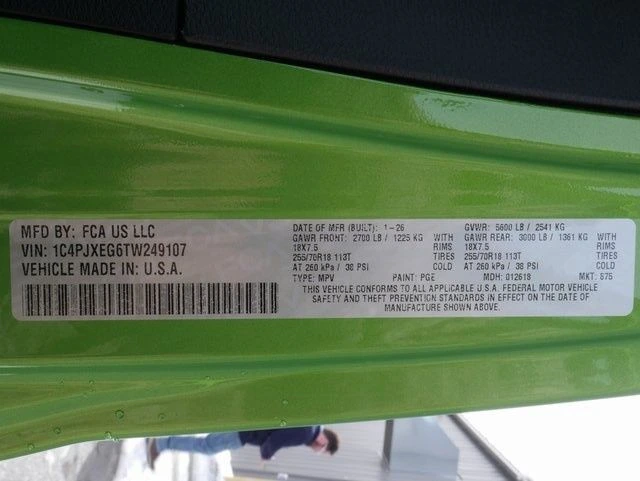 MFD BY: FCA US LLC
VIN: 1C4PJXEG6TW249107
VEHICLE MADE IN: U.S.A.
DATE OF MFR (BUILT): 1-26 GVWR: 5600 LB / 2541 KG
GAWR FRONT: 2700 LB / 1225 KG WITH GAWR REAR: 3000 LB / 1361 KG WITH
18X7.5 RIMS 18X7.5 RIMS
255/70R18 113T TIRES 255/70R18 113T TIRES
AT 260 kPa / 38 PSI COLD AT 260 kPa / 38 PSI COLD
TYPE: MPV PAINT: PGE MDH: 012618 MKT: 875
THIS VEHICLE CONFORMS TO ALL APPLICABLE U.S.A. FEDERAL MOTOR VEHICLE
SAFETY AND THEFT PREVENTION STANDARDS IN EFFECT ON THE DATE OF
MANUFACTURE SHOWN ABOVE.